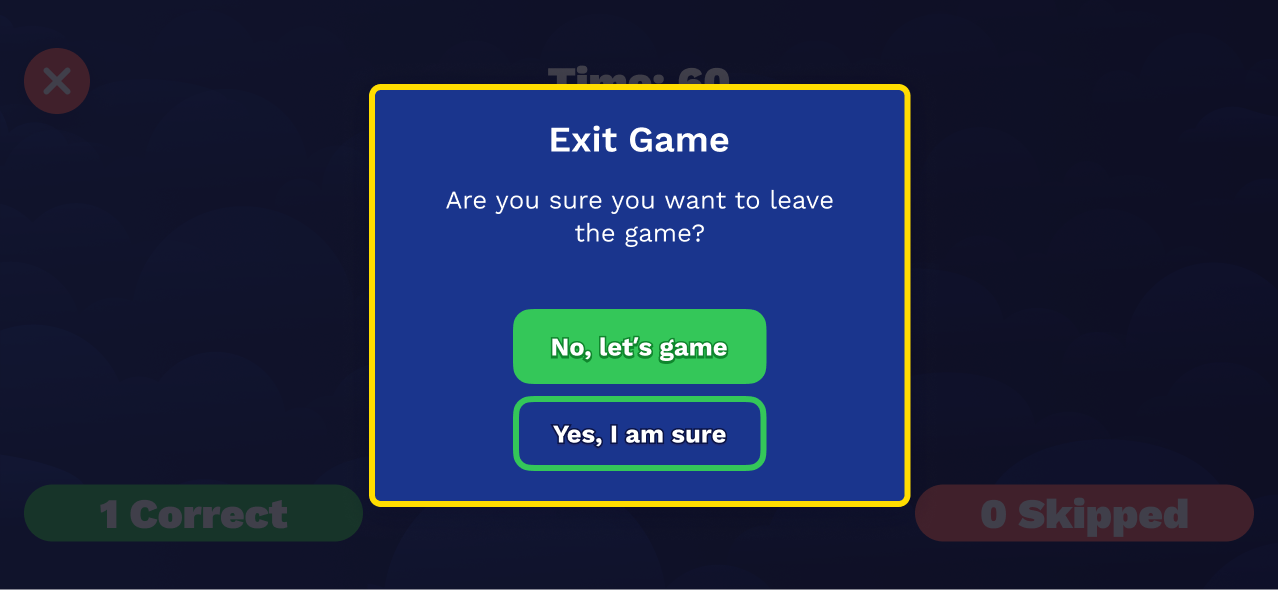 Time: 60
Exit Game
Are you sure you want to leave
the game?
No, let's game
Yes, I am sure
1 Correct
0 Skipped